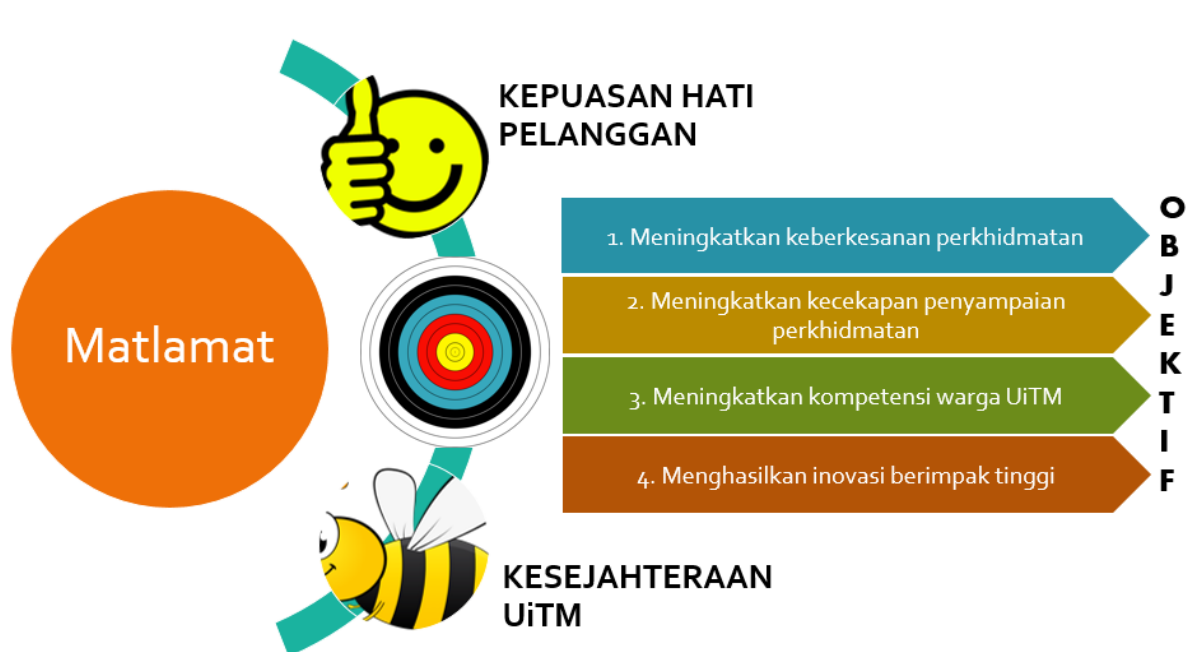 Matlamat
KEPUASAN HATI
PELANGGAN
1. Meningkatkan keberkesanan perkhidmatan
2. Meningkatkan kecekapan penyampaian
perkhidmatan
3. Meningkatkan kompetensi warga UiTM
4. Menghasilkan inovasi berimpak tinggi
KESEJAHTERAAN
UiTM
O
B
J
E
K
T
I
F